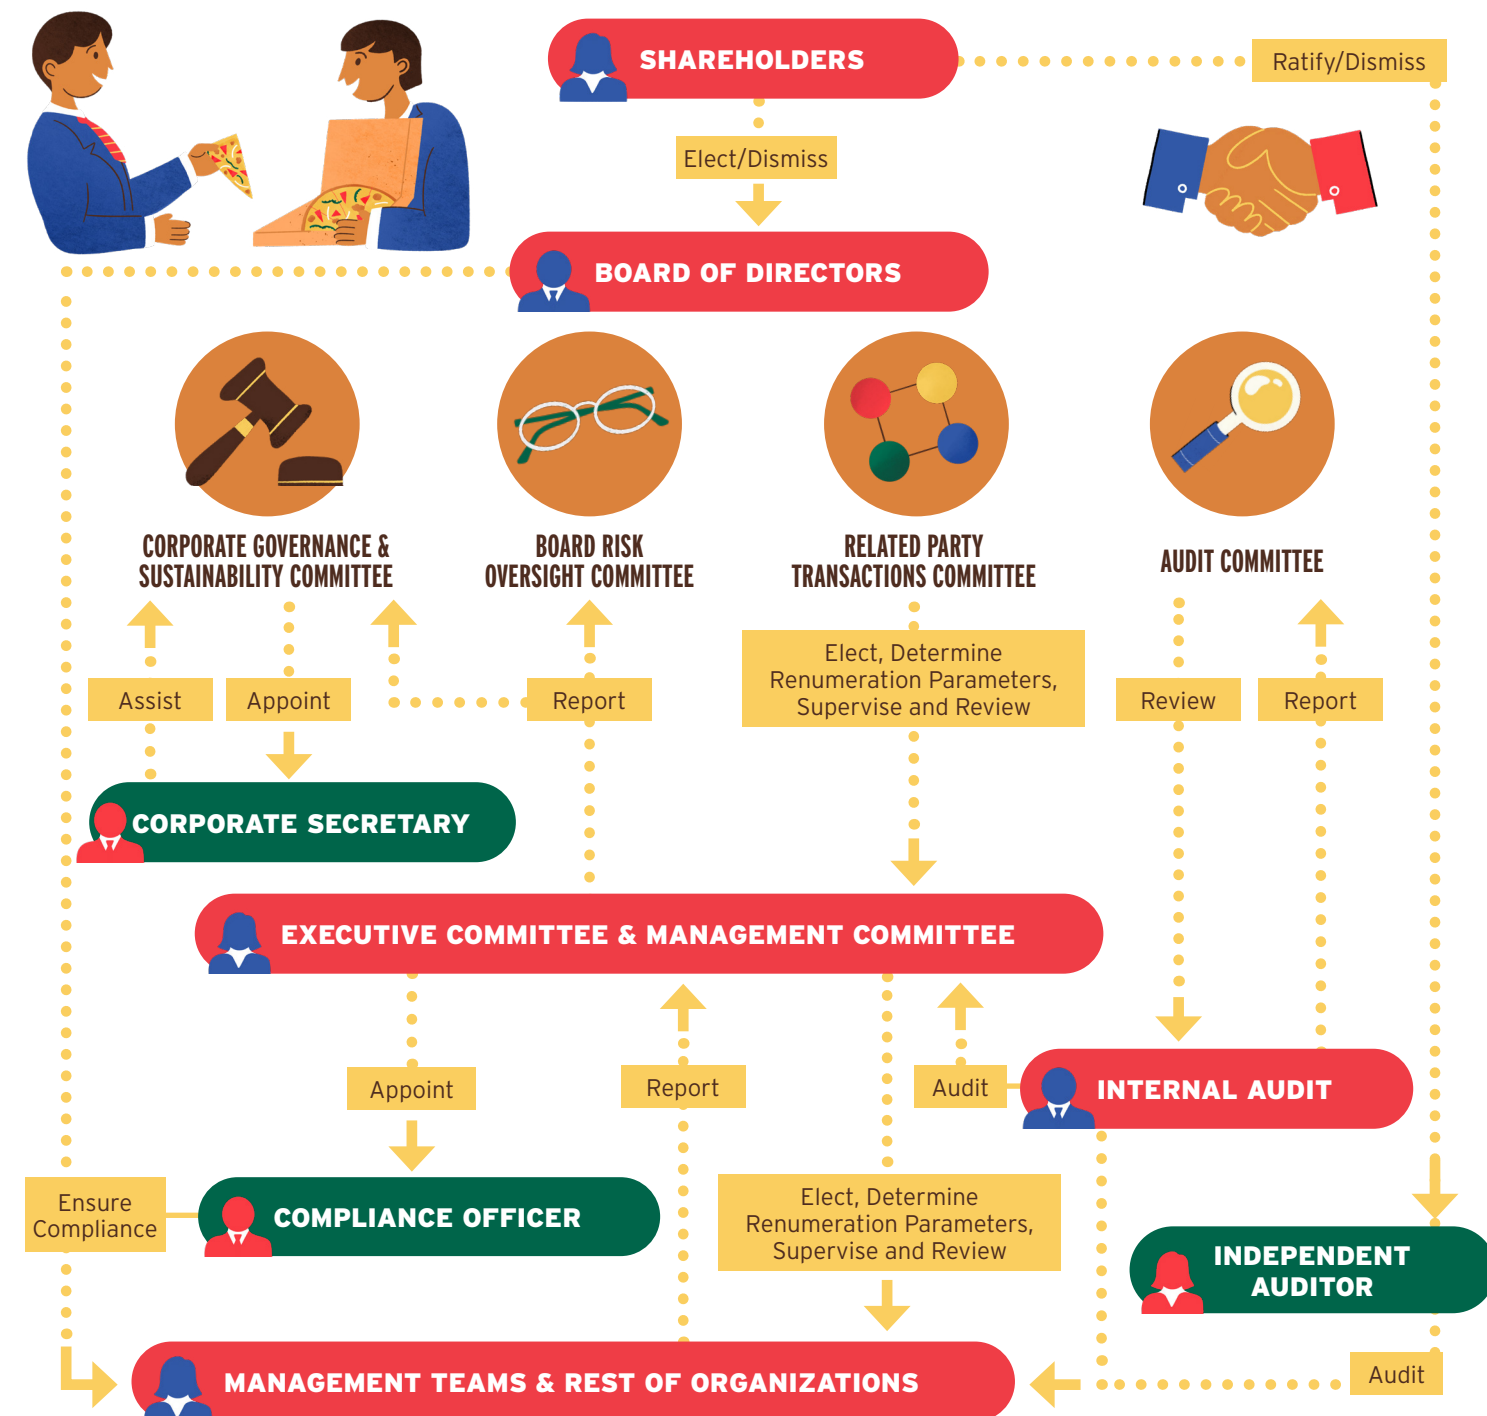 SHAREHOLDERS
Ratify/Dismiss
Elect/Dismiss
BOARD OF DIRECTORS
CORPORATE GOVERNANCE &
SUSTAINABILITY COMMITTEE
BOARD RISK
OVERSIGHT COMMITTEE
RELATED PARTY
TRANSACTIONS COMMITTEE
AUDIT COMMITTEE
Assist
Appoint
Report
Elect, Determine
Renumeration Parameters,
Supervise and Review
Review
Report
CORPORATE SECRETARY
EXECUTIVE COMMITTEE & MANAGEMENT COMMITTEE
Appoint
Report
Audit
INTERNAL AUDIT
Ensure
Compliance
COMPLIANCE OFFICER
Elect, Determine
Renumeration Parameters,
Supervise and Review
INDEPENDENT
AUDITOR
MANAGEMENT TEAMS & REST OF ORGANIZATIONS
Audit